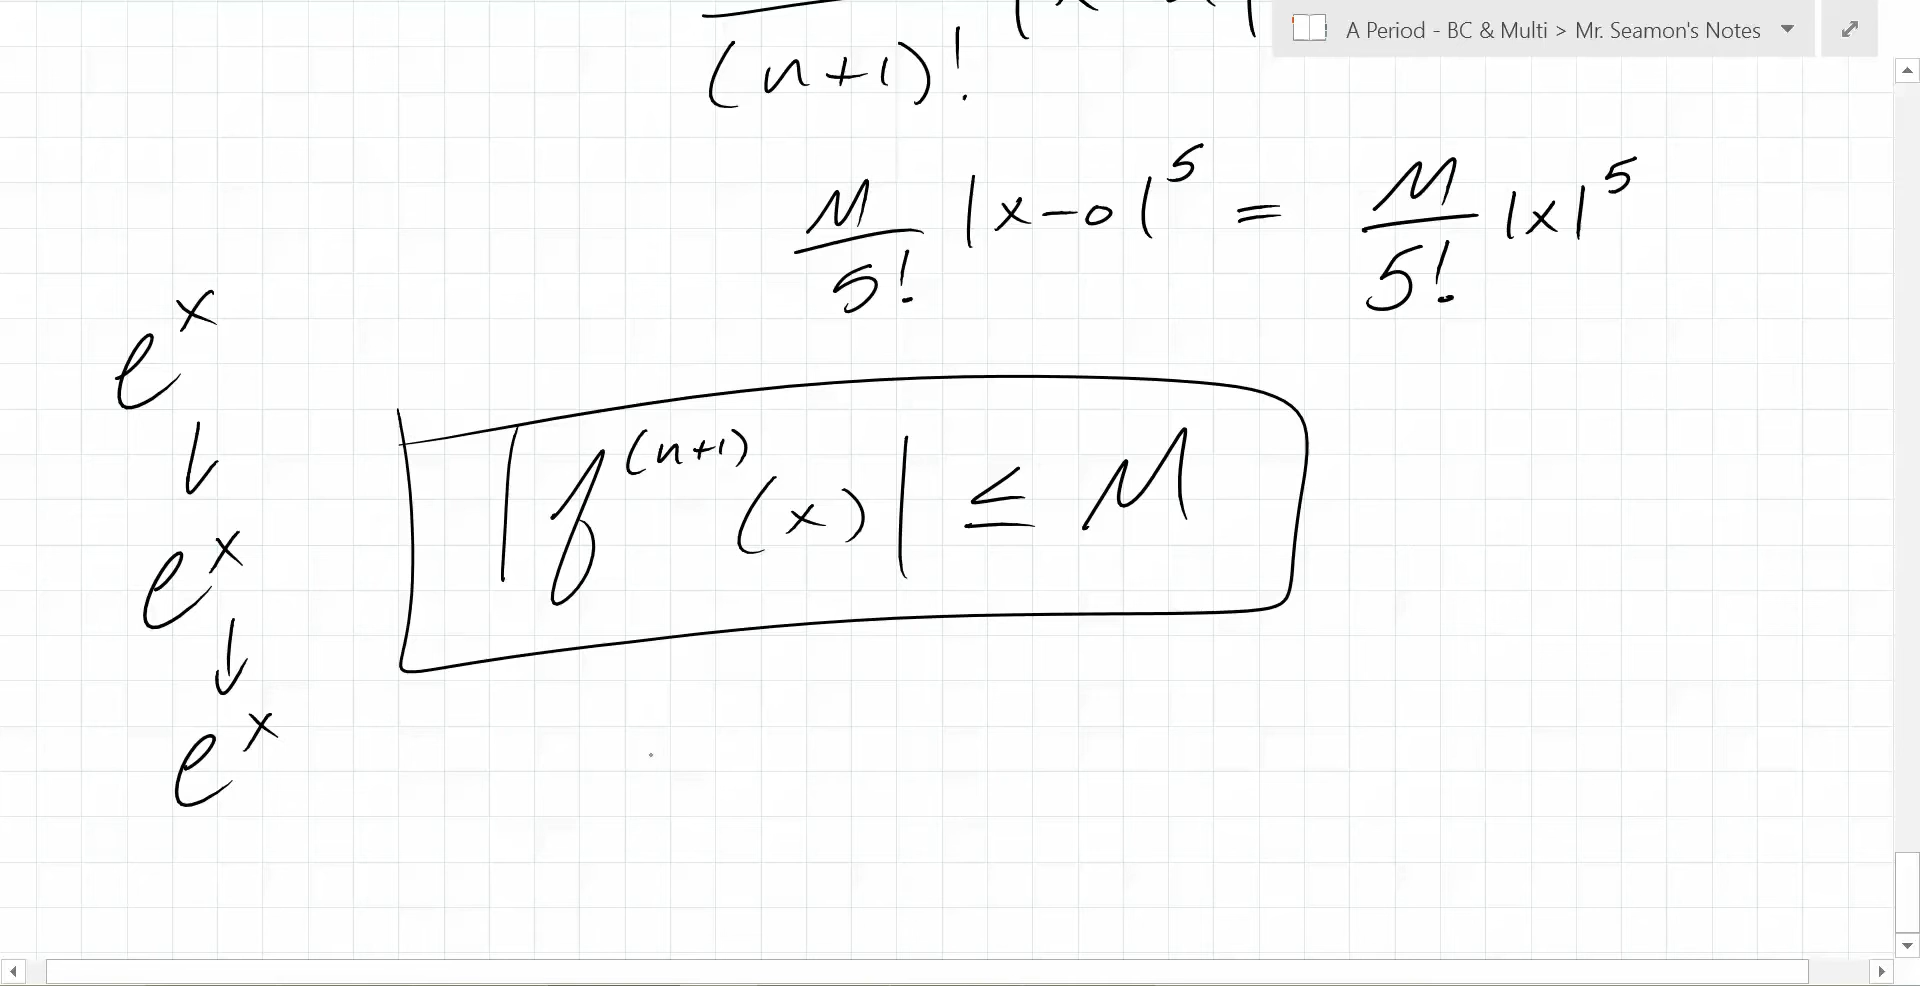 A Period - BC & Multi > Mr. Seamon's Notes
(n+1)!
M/5! |x-0|^5 = M/5! |x|^5
e^x
↓
e^x
|f^(n+1) (x)| ≤ M
↓
e^x